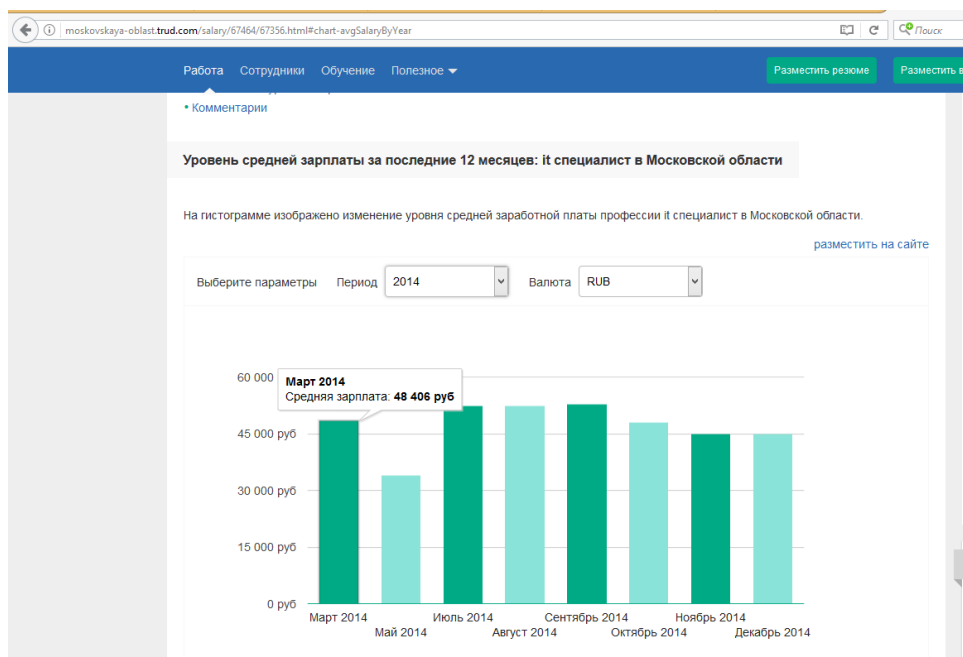 moskovskaya-oblast.trud.com/salary/67464/67356.html#chart-avgSalaryByYear
Поиск
Работа Сотрудники Обучение Полезное
Разместить резюме
Разместить в
• Комментарии
Уровень средней зарплаты за последние 12 месяцев: it специалист в Московской области
На гистограмме изображено изменение уровня средней заработной платы профессии it специалист в Московской области.
разместить на сайте
Выберите параметры Период 2014 Валюта RUB
60 000
Март 2014
Средняя зарплата: 48 406 руб
45 000 руб
30 000 руб
15 000 руб
0 руб
Март 2014 Июль 2014 Сентябрь 2014 Ноябрь 2014
Май 2014 Август 2014 Октябрь 2014 Декабрь 2014